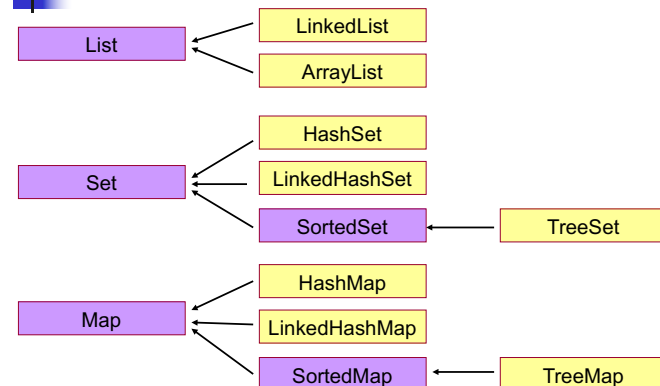 LinkedList
List
ArrayList
HashSet
Set
LinkedHashSet
SortedSet
TreeSet
HashMap
Map
LinkedHashMap
SortedMap
TreeMap